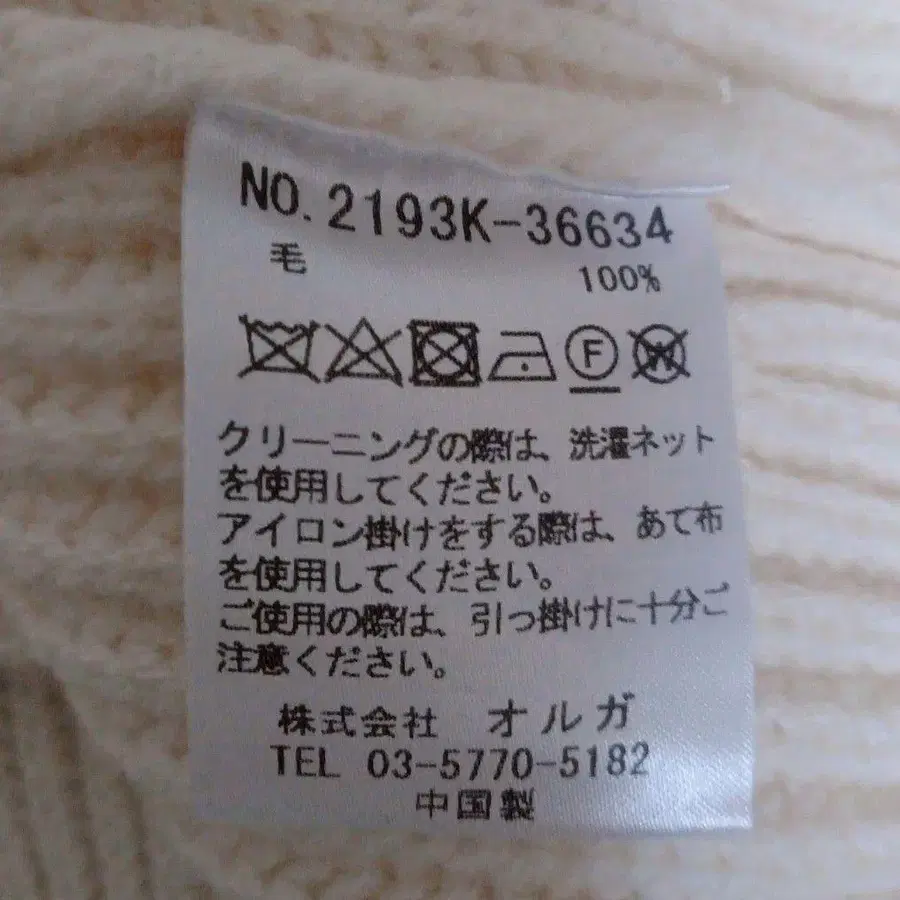 NO. 2193K-36634
毛 100%
F W
クリーニングの際は、洗濯ネット
を使用してください。
アイロン掛けをする際は、あて布
を使用してください。
ご使用の際は、引っ掛けに十分ご
注意ください。
株式会社 オルガ
TEL 03-5770-5182
中国製